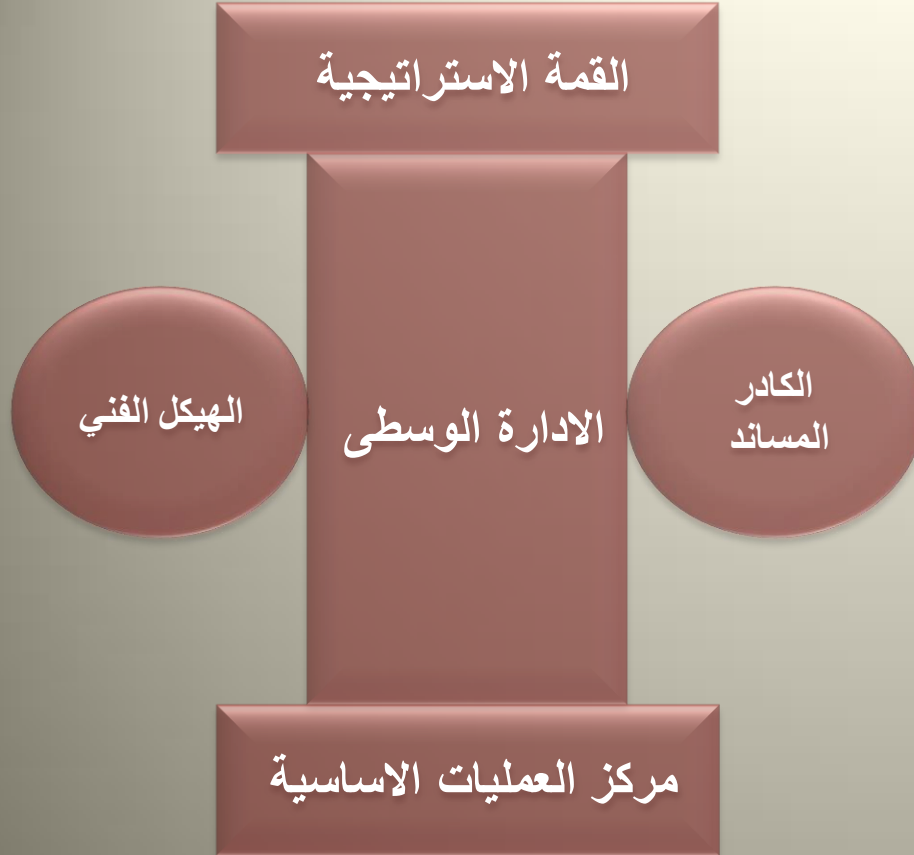 القمة الاستراتيجية
الكادر
المساند
الادارة الوسطى
الهيكل الفني
مركز العمليات الاساسية